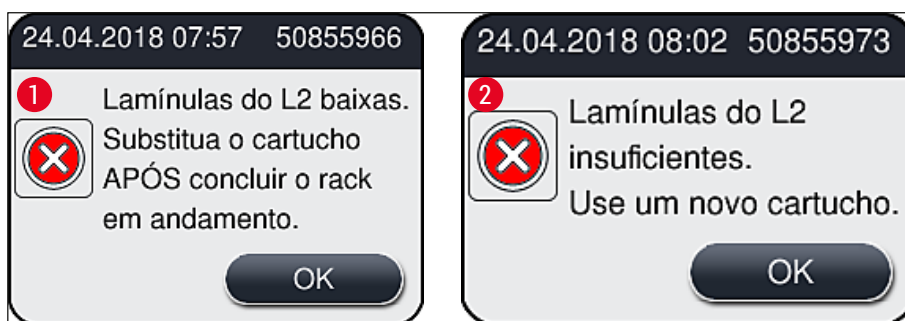 24.04.2018 07:57 50855966
1
Lamínulas do L2 baixas.
Substitua o cartucho
APÓS concluir o rack
em andamento.
OK
24.04.2018 08:02 50855973
2
Lamínulas do L2
insuficientes.
Use um novo cartucho.
OK